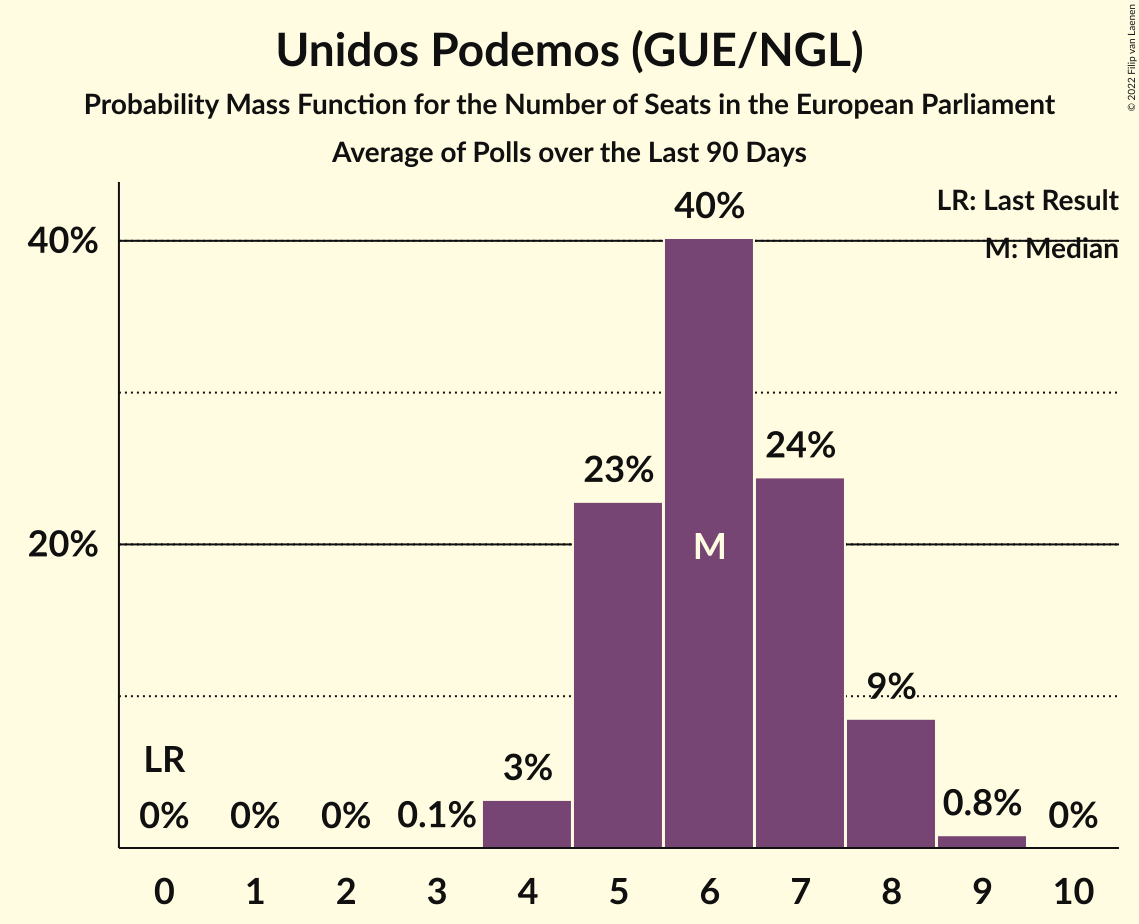 Unidos Podemos (GUE/NGL)
Probability Mass Function for the Number of Seats in the European Parliament
Average of Polls over the Last 90 Days
© 2022 Filip van Laenen
LR: Last Result
M: Median
40%
20%
LR
0%
0%
0%
0.1%
3%
23%
40%
M
24%
9%
0.8%
0%
0 1 2 3 4 5 6 7 8 9 10